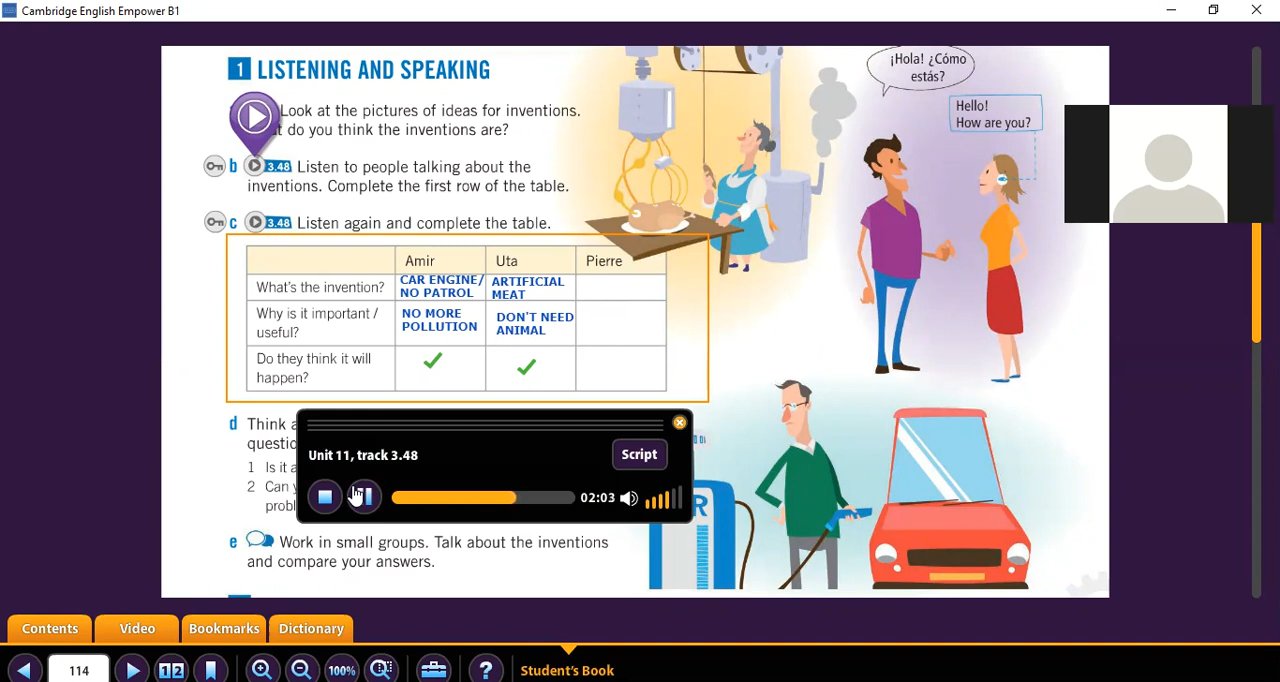 Cambridge English Empower B1
1 LISTENING AND SPEAKING
Look at the pictures of ideas for inventions.
t do you think the inventions are?
b 3.48 Listen to people talking about the
inventions. Complete the first row of the table.
c 3.48 Listen again and complete the table.
Amir Uta Pierre
What's the invention? CAR ENGINE/ NO PATROL ARTIFICIAL MEAT
Why is it important / useful? NO MORE POLLUTION DON'T NEED ANIMAL
Do they think it will happen?
d Think a
questio
1 Is it a
2 Can y
probl
Unit 11, track 3.48
Script
02:03
e Work in small groups. Talk about the inventions
and compare your answers.
¡Hola! ¿Cómo
estás?
Hello!
How are you?
R
Contents Video Bookmarks Dictionary
114 1 2 100% ? Student's Book